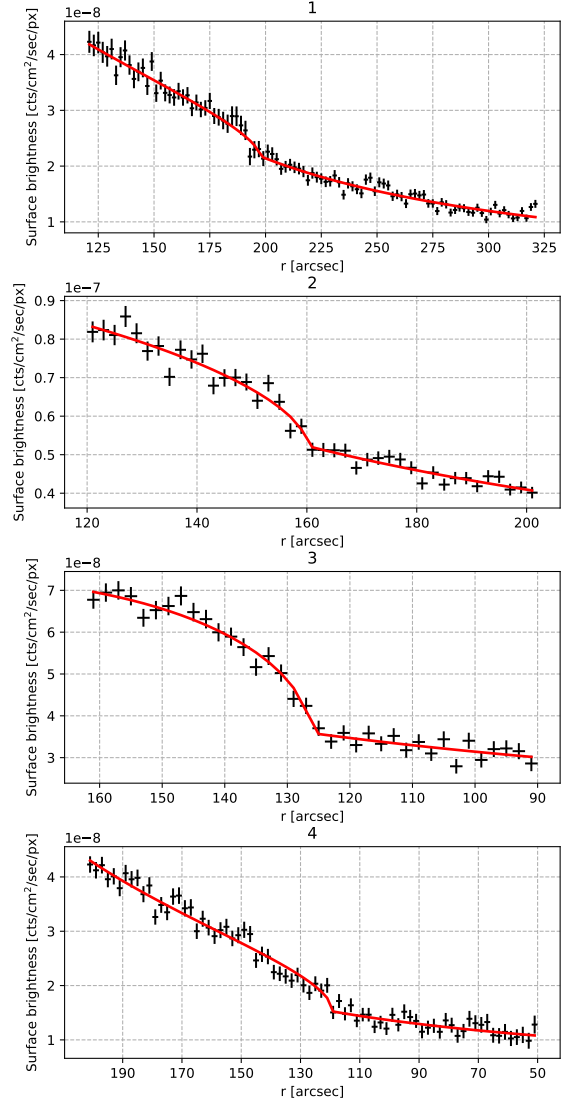 1
1e−8
Surface brightness [cts/cm²/sec/px]
4
3
2
1
125 150 175 200 225 250 275 300 325
r [arcsec]
2
1e−7
Surface brightness [cts/cm²/sec/px]
0.9
0.8
0.7
0.6
0.5
0.4
120 140 160 180 200
r [arcsec]
3
1e−8
Surface brightness [cts/cm²/sec/px]
7
6
5
4
3
160 150 140 130 120 110 100 90
r [arcsec]
4
1e−8
Surface brightness [cts/cm²/sec/px]
4
3
2
1
190 170 150 130 110 90 70 50
r [arcsec]